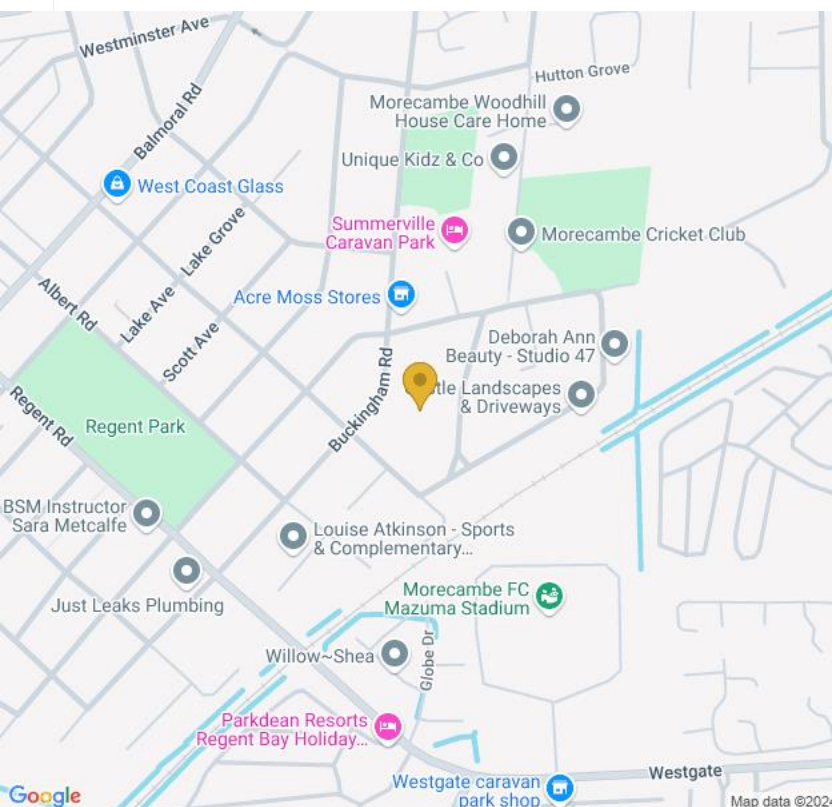 Westminster Ave
Hutton Grove
Balmoral Rd
Morecambe Woodhill
House Care Home
Unique Kidz & Co
West Coast Glass
Summerville
Caravan Park
Morecambe Cricket Club
Lake Grove
Albert Rd
Lake Ave
Acre Moss Stores
Scott Ave
Deborah Ann
Beauty - Studio 47
Buckingham Rd
tle Landscapes
& Driveways
Regent Rd
Regent Park
BSM Instructor
Sara Metcalfe
Louise Atkinson - Sports
& Complementary...
Just Leaks Plumbing
Morecambe FC
Mazuma Stadium
Willow~Shea
Globe Dr
Parkdean Resorts
Regent Bay Holiday...
Westgate
Westgate caravan
park shop
Google
Map data ©202